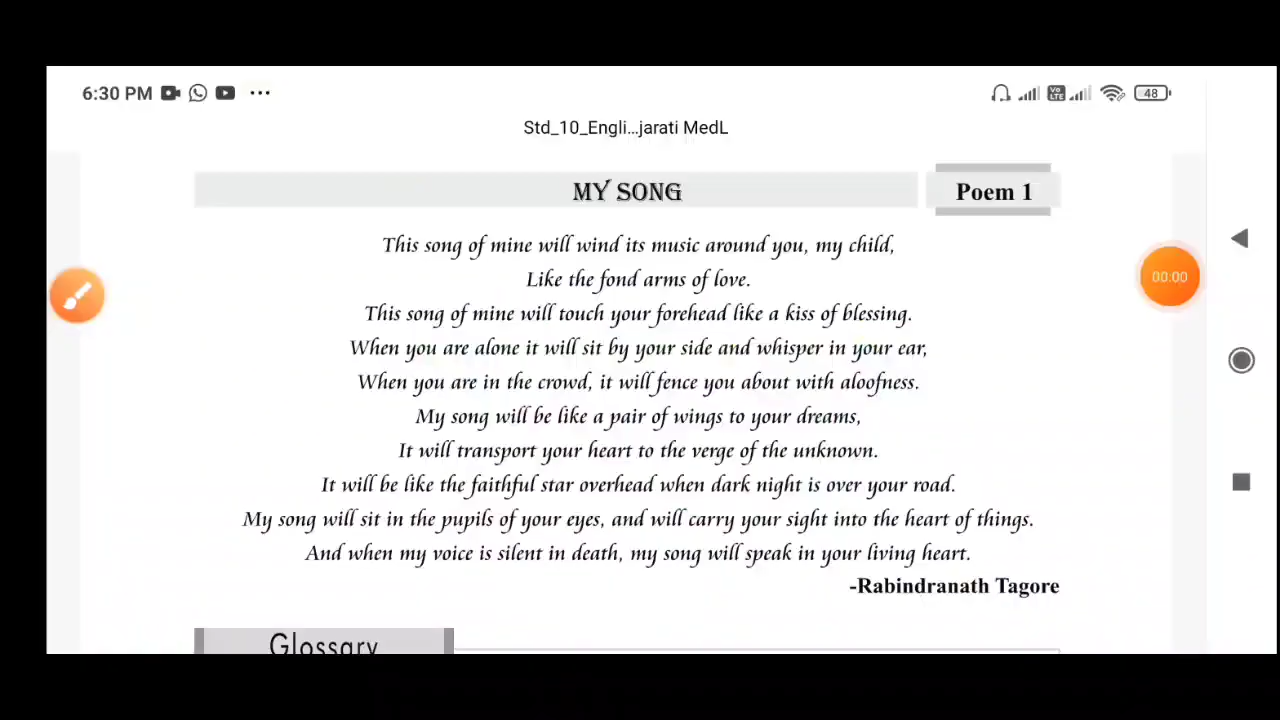 6:30 PM ...
Vo LTE 48
Std_10_Engli...jarati MedL
MY SONG
Poem 1
This song of mine will wind its music around you, my child,
Like the fond arms of love.
00:00
This song of mine will touch your forehead like a kiss of blessing.
When you are alone it will sit by your side and whisper in your ear,
When you are in the crowd, it will fence you about with aloofness.
My song will be like a pair of wings to your dreams,
It will transport your heart to the verge of the unknown.
It will be like the faithful star overhead when dark night is over your road.
My song will sit in the pupils of your eyes, and will carry your sight into the heart of things.
And when my voice is silent in death, my song will speak in your living heart.
-Rabindranath Tagore
Glossary